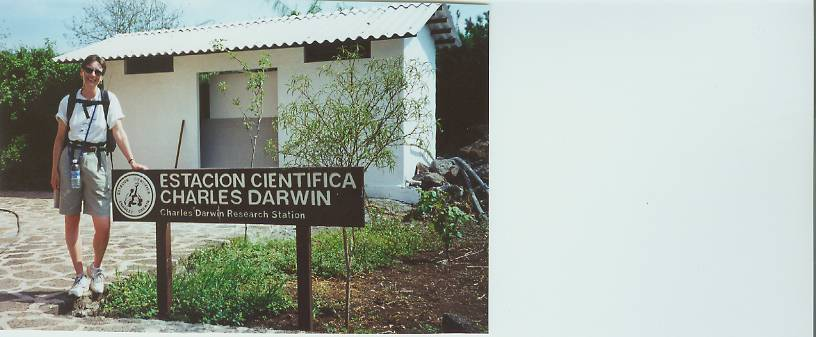 ESTACION CIENTIFICA
CHARLES DARWIN
Charles Darwin Research Station